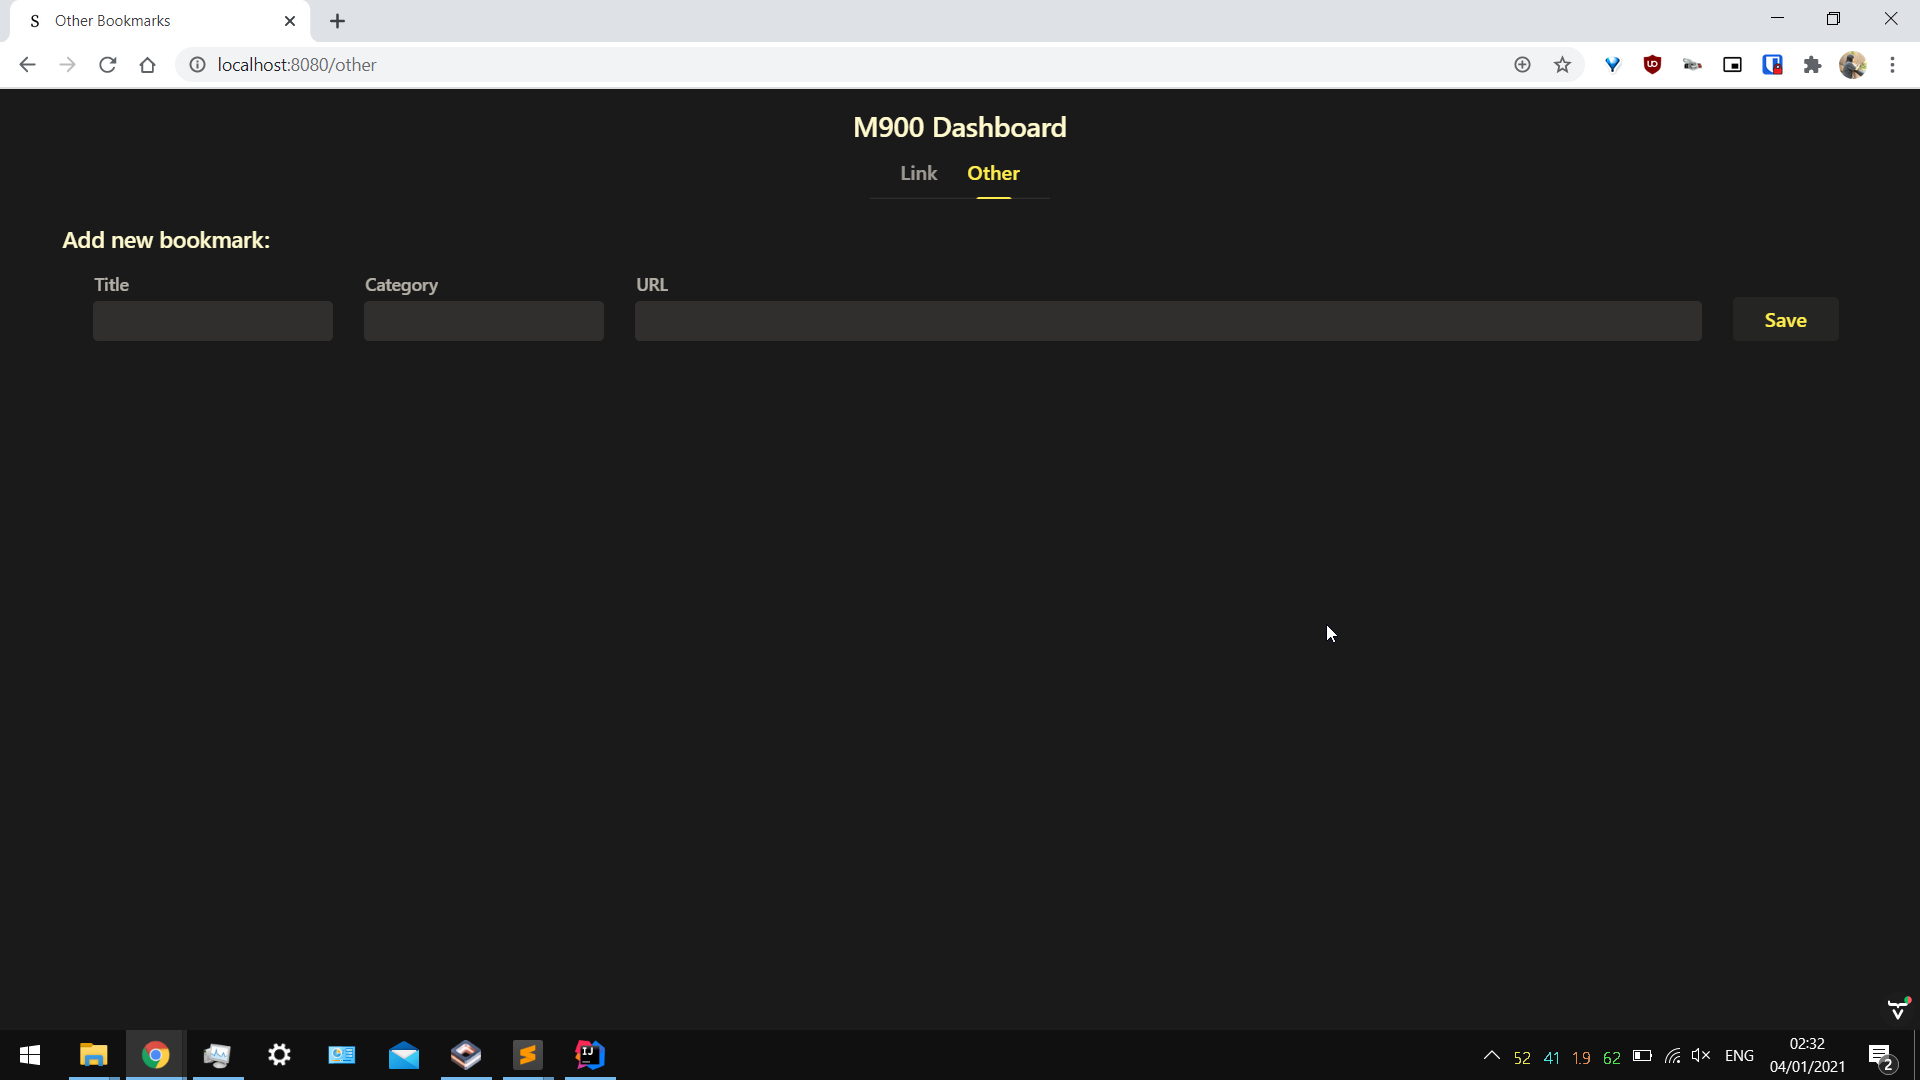 S Other Bookmarks
localhost:8080/other
M900 Dashboard
Link Other
Add new bookmark:
Title Category URL
Save
52 41 1.9 62 ENG
02:32
04/01/2021
2